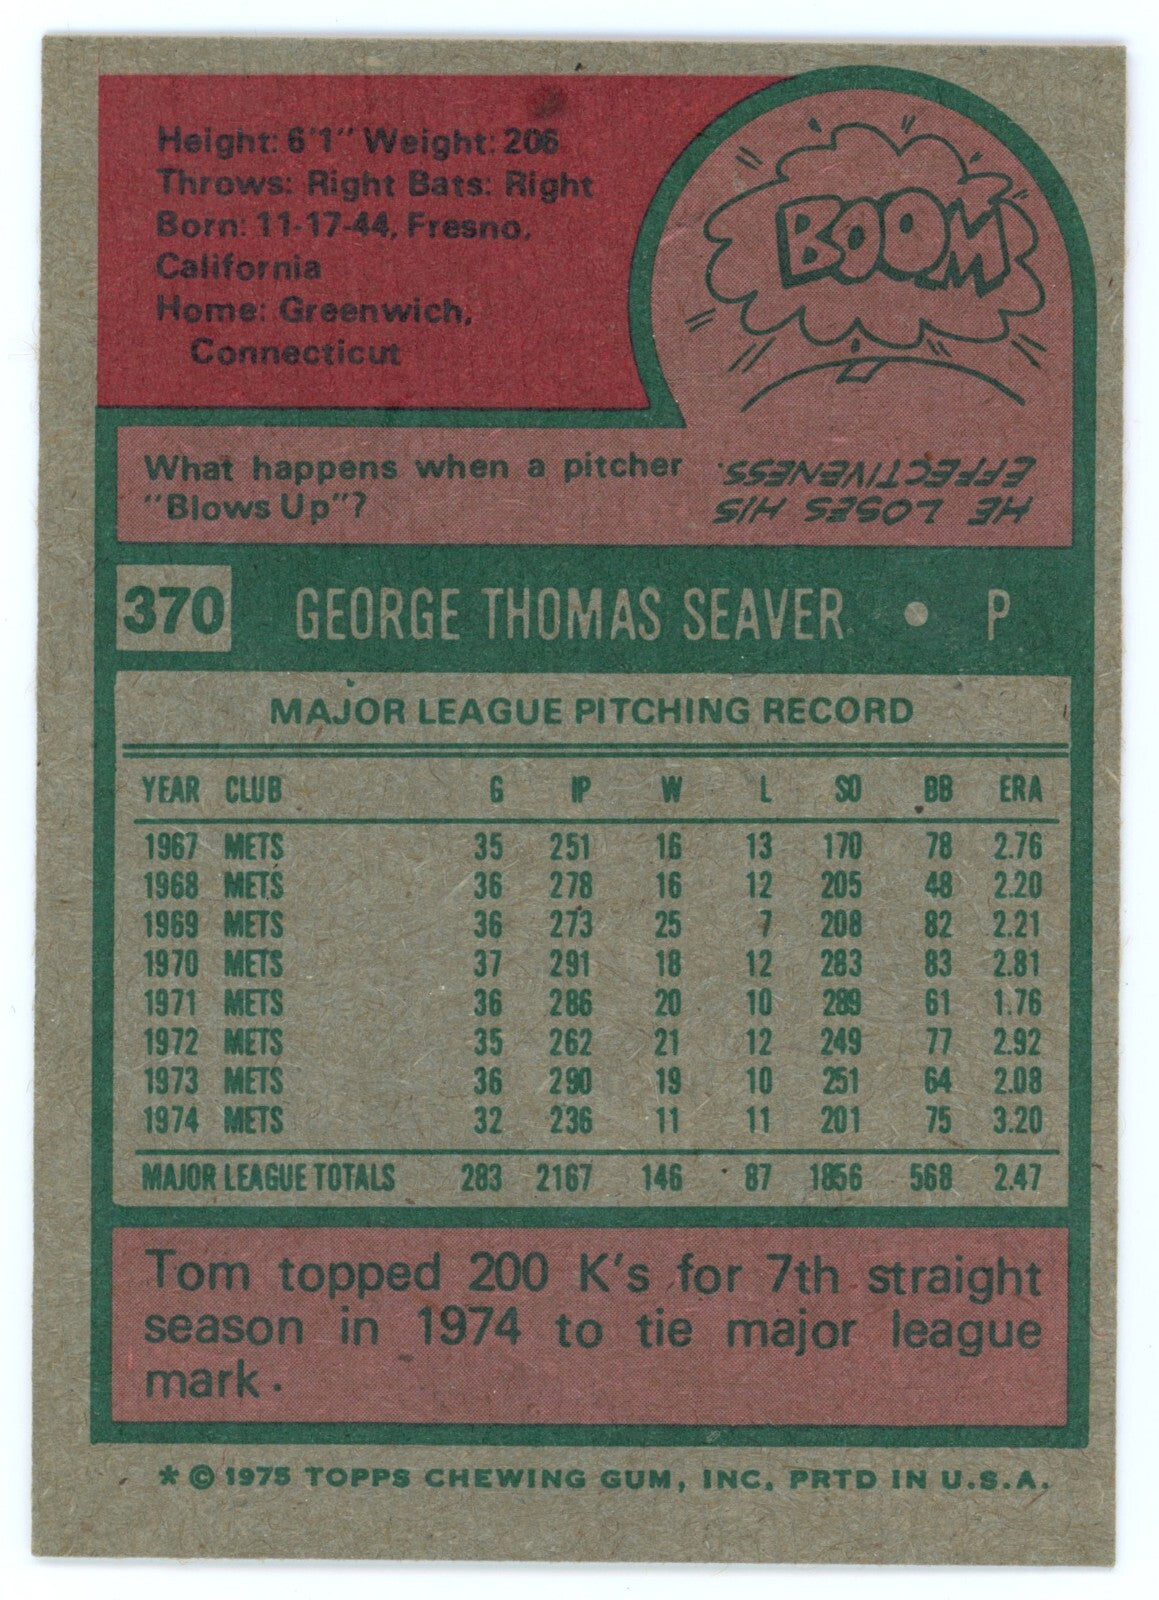 Height: 6'1" Weight: 206
Throws: Right Bats: Right
Born: 11-17-44, Fresno,
California
Home: Greenwich,
Connecticut
BOOM
What happens when a pitcher
"Blows Up"?
HE LOSES HIS
EFFECTIVENESS.
370 GEORGE THOMAS SEAVER • P
MAJOR LEAGUE PITCHING RECORD
YEAR CLUB G IP W L SO BB ERA
1967 METS 35 251 16 13 170 78 2.76
1968 METS 36 278 16 12 205 48 2.20
1969 METS 36 273 25 7 208 82 2.21
1970 METS 37 291 18 12 283 83 2.81
1971 METS 36 286 20 10 289 61 1.76
1972 METS 35 262 21 12 249 77 2.92
1973 METS 36 290 19 10 251 64 2.08
1974 METS 32 236 11 11 201 75 3.20
MAJOR LEAGUE TOTALS 283 2167 146 87 1856 568 2.47
Tom topped 200 K's for 7th straight
season in 1974 to tie major league
mark.
* © 1975 TOPPS CHEWING GUM, INC. PRTD IN U.S.A.